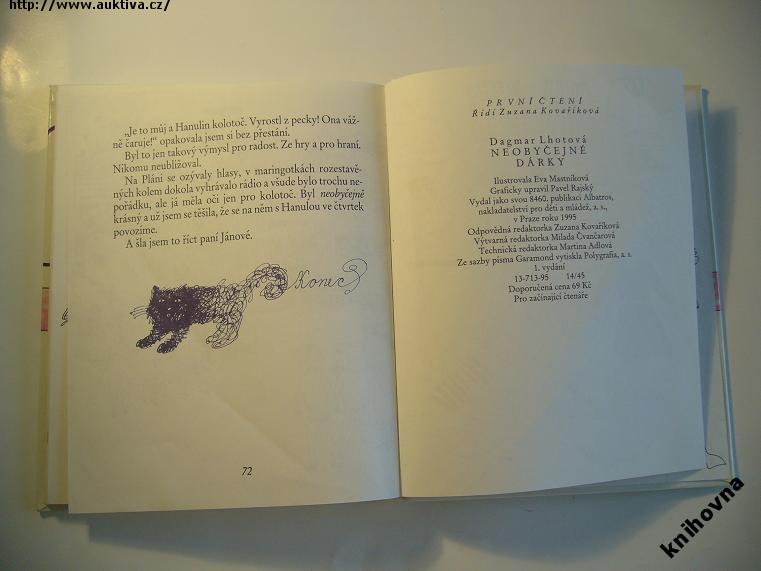 http://www.auktiva.cz/
„Je to můj a Hanulin kolotoč. Vyrostl z pecky! Ona váž-
ně čaruje!“ opakovala jsem si bez přestání.
Byl to jen takový výmysl pro radost. Ze hry a pro hraní.
Nikomu neubližoval.
Na Pláni se ozývaly hlasy, v maringotkách rozestavě-
ných kolem dokola vyhrávalo rádio a všude bylo trochu ne-
pořádku, ale já měla oči jen pro kolotoč. Byl neobyčejně
krásný a už jsem se těšila, že se na něm s Hanulou ve čtvrtek
povozíme.
A šla jsem to říct paní Jánové.
Konec
72
PRVNÍ ČTENÍ
Řídí Zuzana Kovaříková
Dagmar Lhotová
NEOBYČEJNÉ
DÁRKY
Ilustrovala Eva Mastníková
Graficky upravil Pavel Rajský
Vydal jako svou 8460. publikaci Albatros,
nakladatelství pro děti a mládež, a. s.,
v Praze roku 1995
Odpovědná redaktorka Zuzana Kovaříková
Výtvarná redaktorka Milada Čvančarová
Technická redaktorka Martina Adlová
Ze sazby písma Garamond vytiskla Polygrafia, a. s.
1. vydání
13-713-95 14/45
Doporučená cena 69 Kč
Pro začínající čtenáře
knihovna